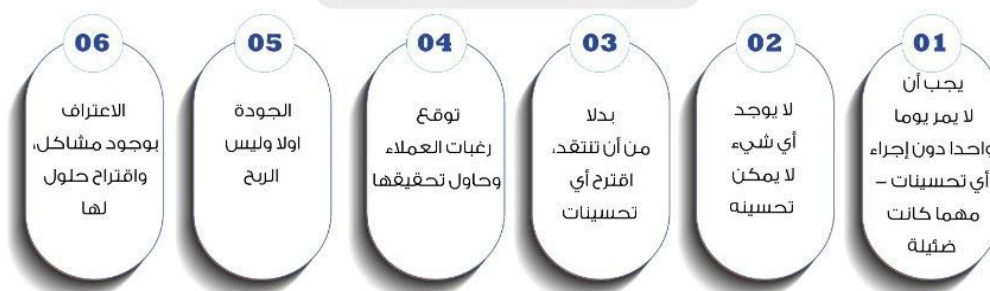 01
يجب أن
لا يمر يوما
واحدا دون إجراء
أي تحسينات –
مهما كانت
ضئيلة
02
لا يوجد
أي شيء
لا يمكن
تحسينه
03
بدلا
من أن تنتقد،
اقترح أي
تحسينات
04
توقع
رغبات العملاء
وحاول تحقيقها
05
الجودة
اولا وليس
الربح
06
الاعتراف
بوجود مشاكل،
واقتراح حلول
لها